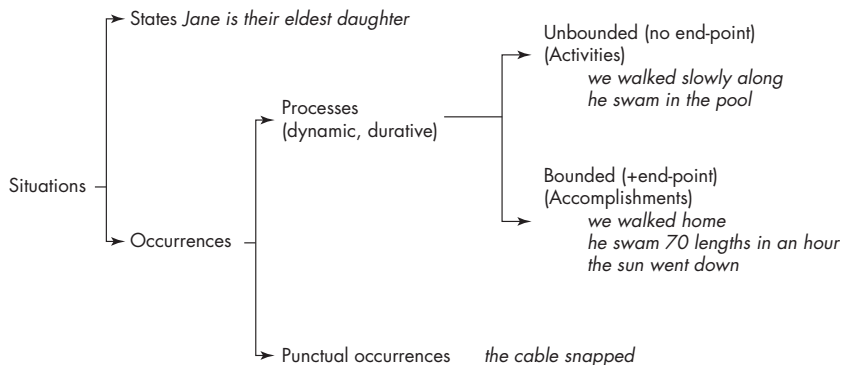 States Jane is their eldest daughter
Unbounded (no end-point)
(Activities)
we walked slowly along
he swam in the pool
Processes
(dynamic, durative)
Situations
Bounded (+end-point)
(Accomplishments)
we walked home
he swam 70 lengths in an hour
the sun went down
Occurrences
Punctual occurrences the cable snapped